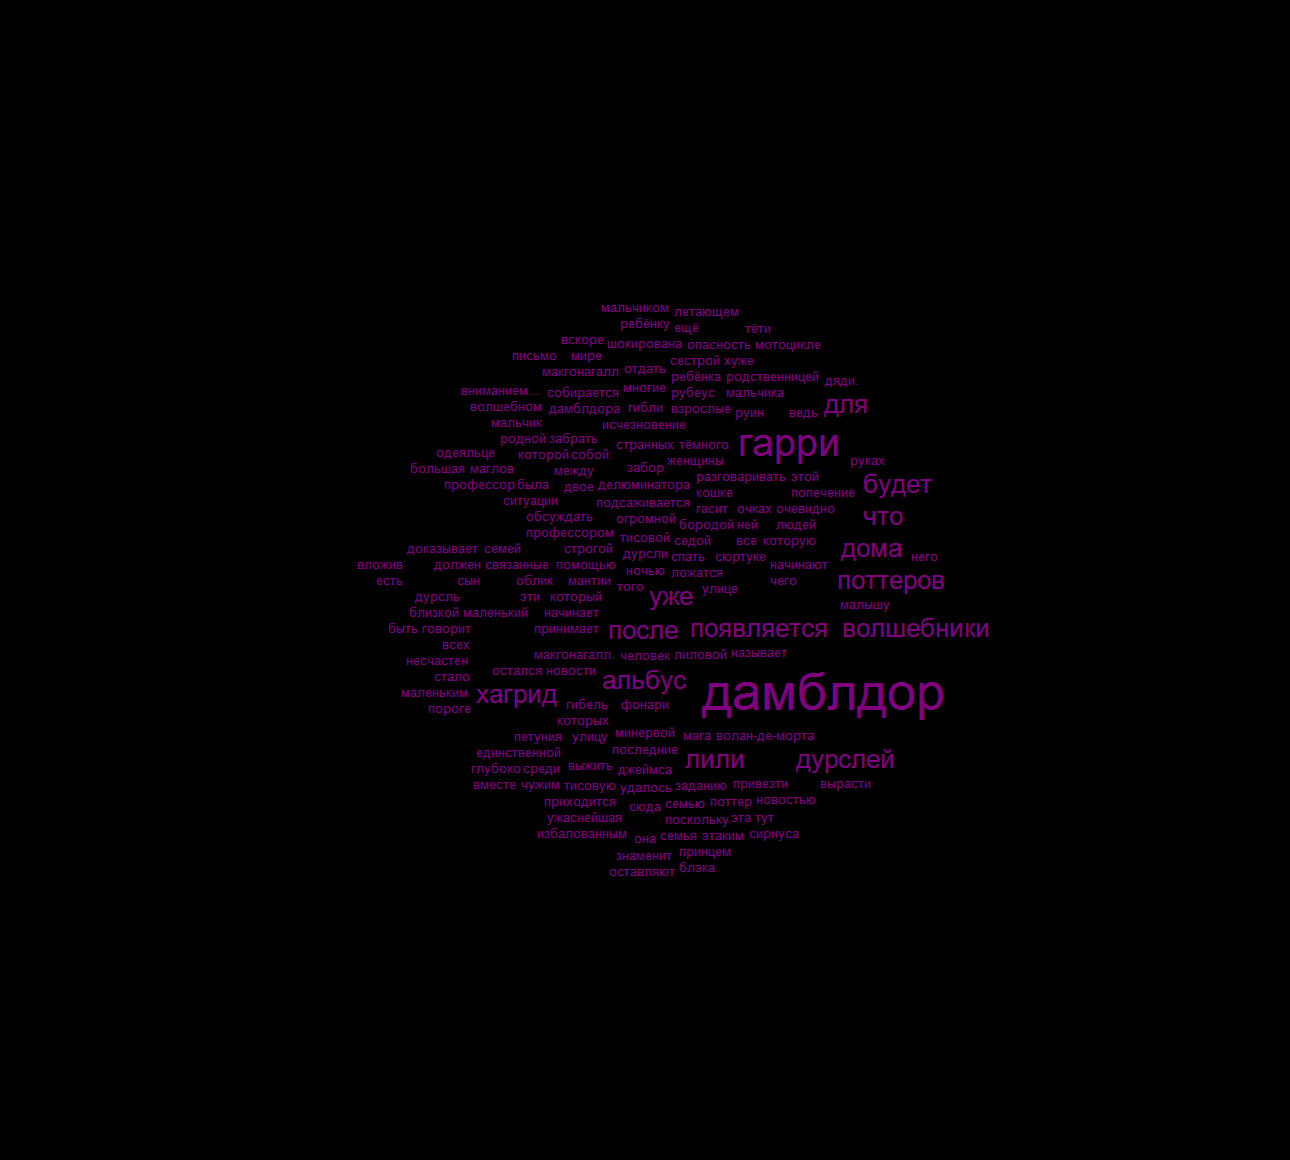 мальчиком летающем
ребёнку ещё тёти
вскоре шокирована опасность мотоцикле
письмо мире сестрой хуже
макгонагалл отдать ребёнка родственницей дяди.
вниманием... собирается многие рубеус мальчика
волшебном дамблдора гибли взрослые руин ведь для
мальчик исчезновение
родной забрать странных тёмного гарри
одеяльце которой собой: женщины руках
большая маглов между забор разговаривать этой
профессор была двое делюминатора кошке попечение будет
ситуации подсаживается гасит очках очевидно
обсуждать огромной бородой ней людей что
профессором тисовой седой все которую
доказывает семей строгой дурсли спать сюртуке дома него
вложив должен связанные помощью ночью ложатся начинают
есть сын облик мантии того улице чего поттеров
дурсль эти который уже малышу
близкой маленький начинает
быть говорит принимает после появляется волшебники
всех
несчастен макгонагалл. человек лиловой называет
стало остался новости альбус
маленьким хагрид дамблдор
пороге гибель фонари
которых
петуния улицу минервой мага волан-де-морта
единственной последние лили дурслей
глубоко среди выжить джеймса
вместе чужим тисовую удалось заданию привезти вырасти
приходится сюда семью поттер новостью
ужаснейшая поскольку эта тут
избалованным она семья этаким сириуса
знаменит принцем
оставляют блэка